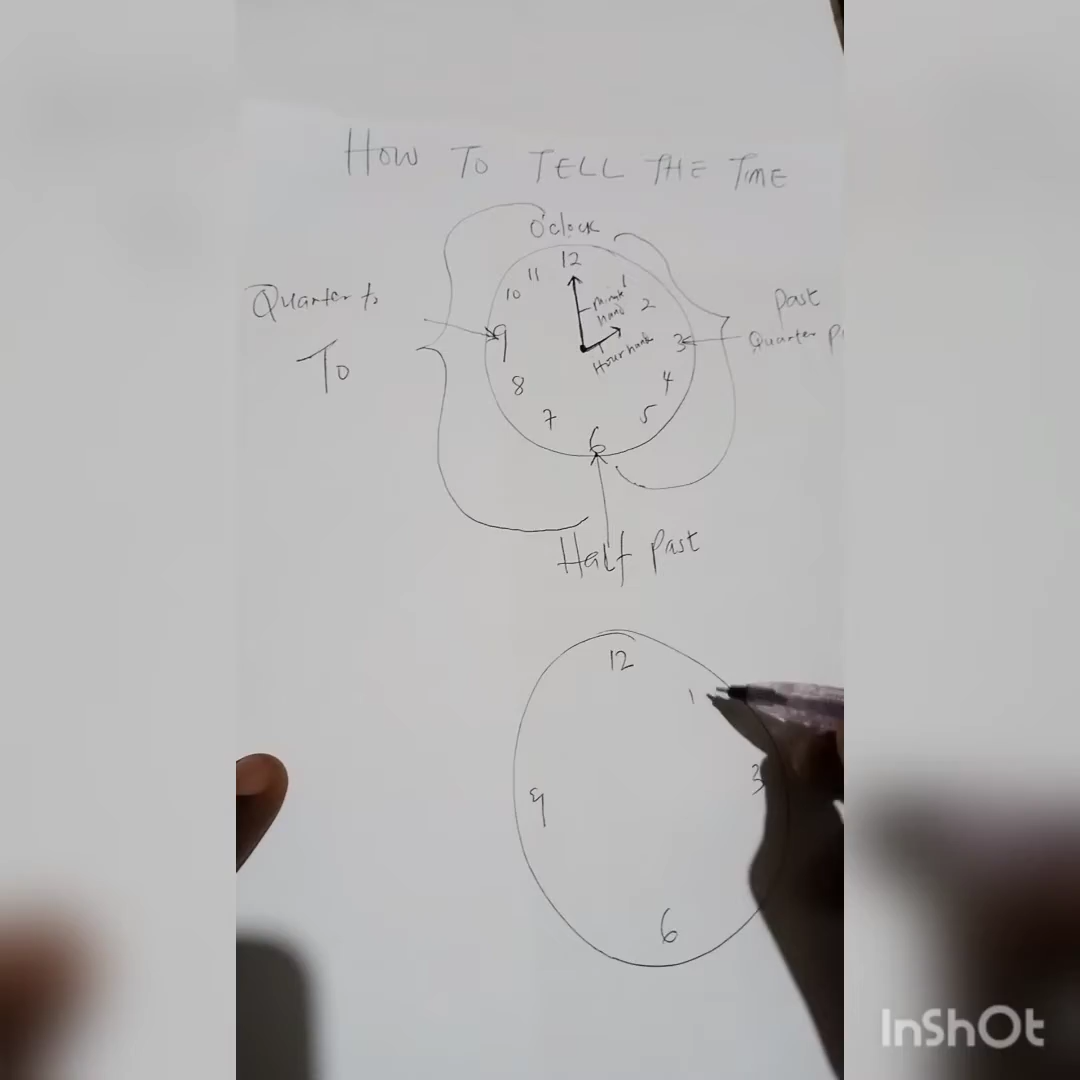 HOW TO TELL THE TIME
O'clock
12
11
1
10
2
Quarter to
Past
Minute hand
9
3
Quarter p
Hour hand
To
8
4
7
5
6
Half Past
12
1
3
9
6
InShOt